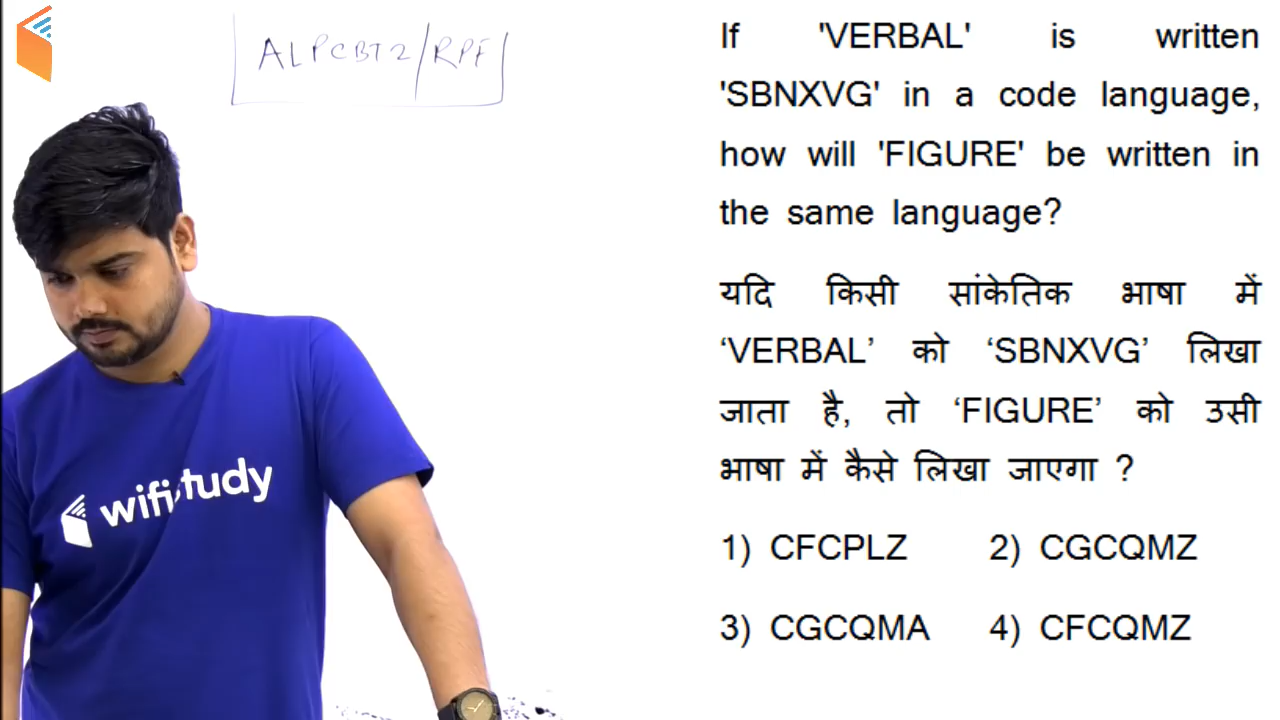 ALPCBT2/RPF
If 'VERBAL' is written
'SBNXVG' in a code language,
how will 'FIGURE' be written in
the same language?
यदि किसी सांकेतिक भाषा में
‘VERBAL’ को ‘SBNXVG’ लिखा
जाता है, तो ‘FIGURE’ को उसी
भाषा में कैसे लिखा जाएगा ?
1) CFCPLZ 2) CGCQMZ
3) CGCQMA 4) CFCQMZ
wifistudy